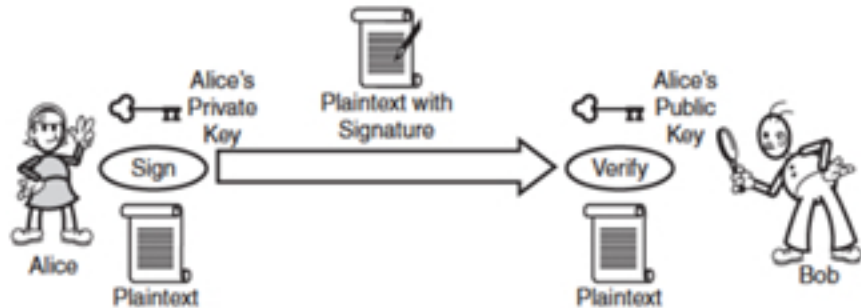 Alice's
Private
Key
Sign
Alice
Plaintext
Plaintext with
Signature
Alice's
Public
Key
Verify
Plaintext
Bob